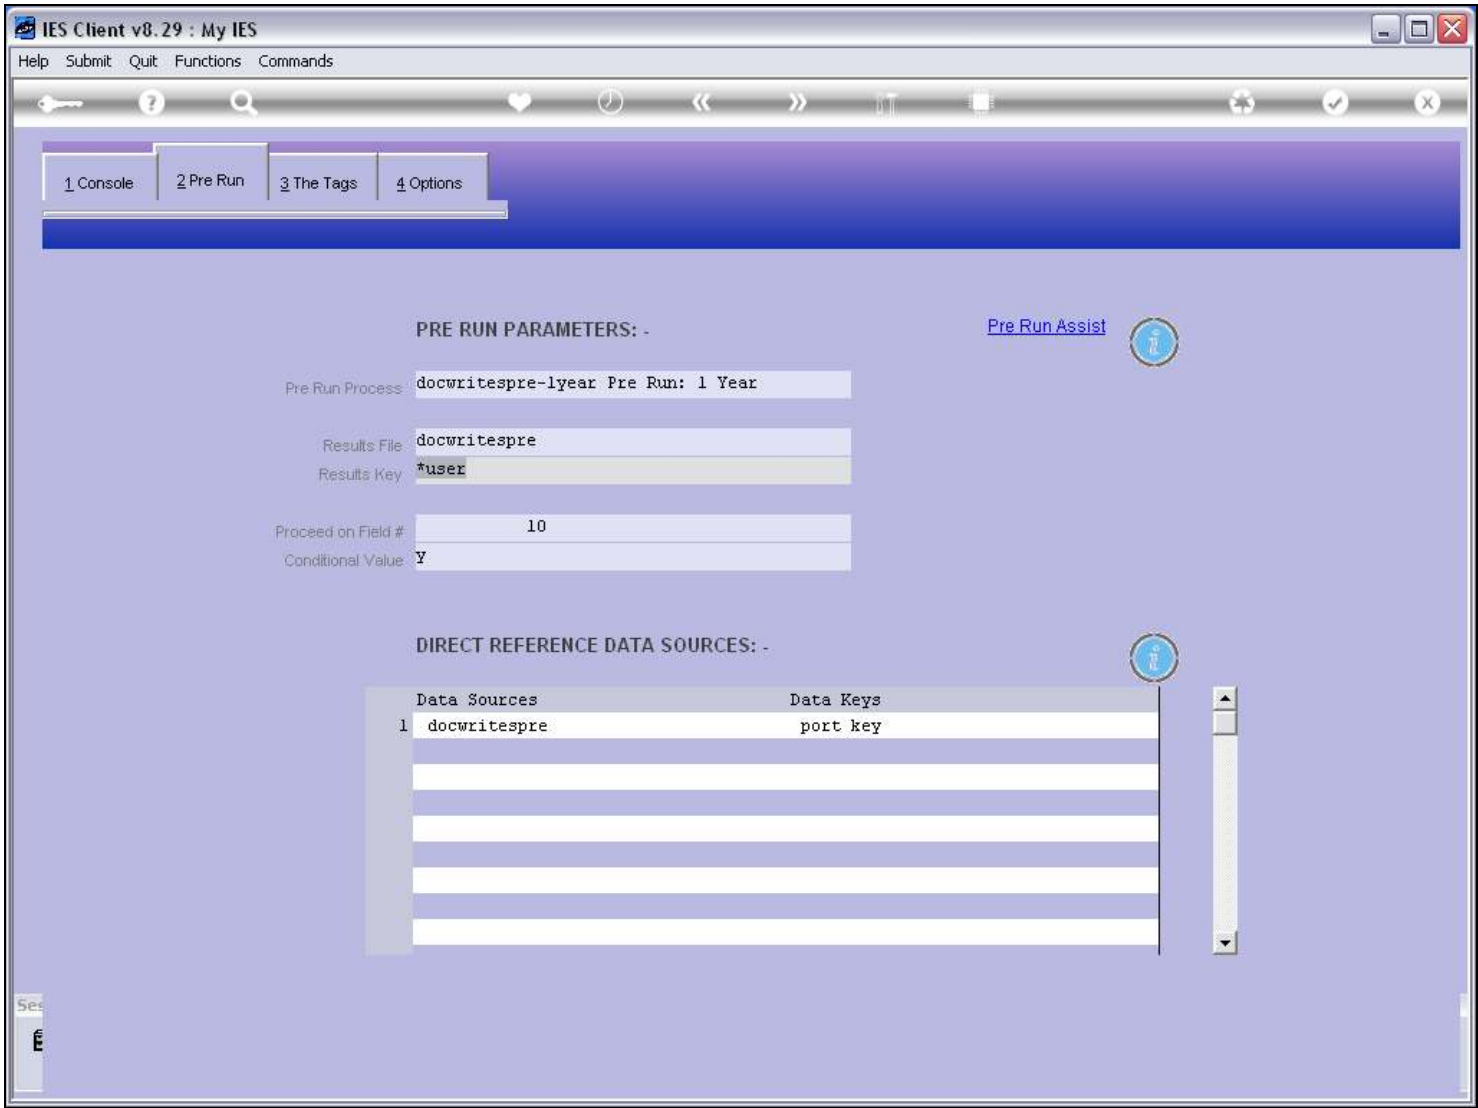 IES Client v8.29 : My IES
Help Submit Quit Functions Commands
1 Console 2 Pre Run 3 The Tags 4 Options
PRE RUN PARAMETERS: - Pre Run Assist
Pre Run Process docwritespre-1year Pre Run: 1 Year
Results File docwritespre
Results Key *user
Proceed on Field # 10
Conditional Value Y
DIRECT REFERENCE DATA SOURCES: -
Data Sources Data Keys
1 docwritespre port key
Ses